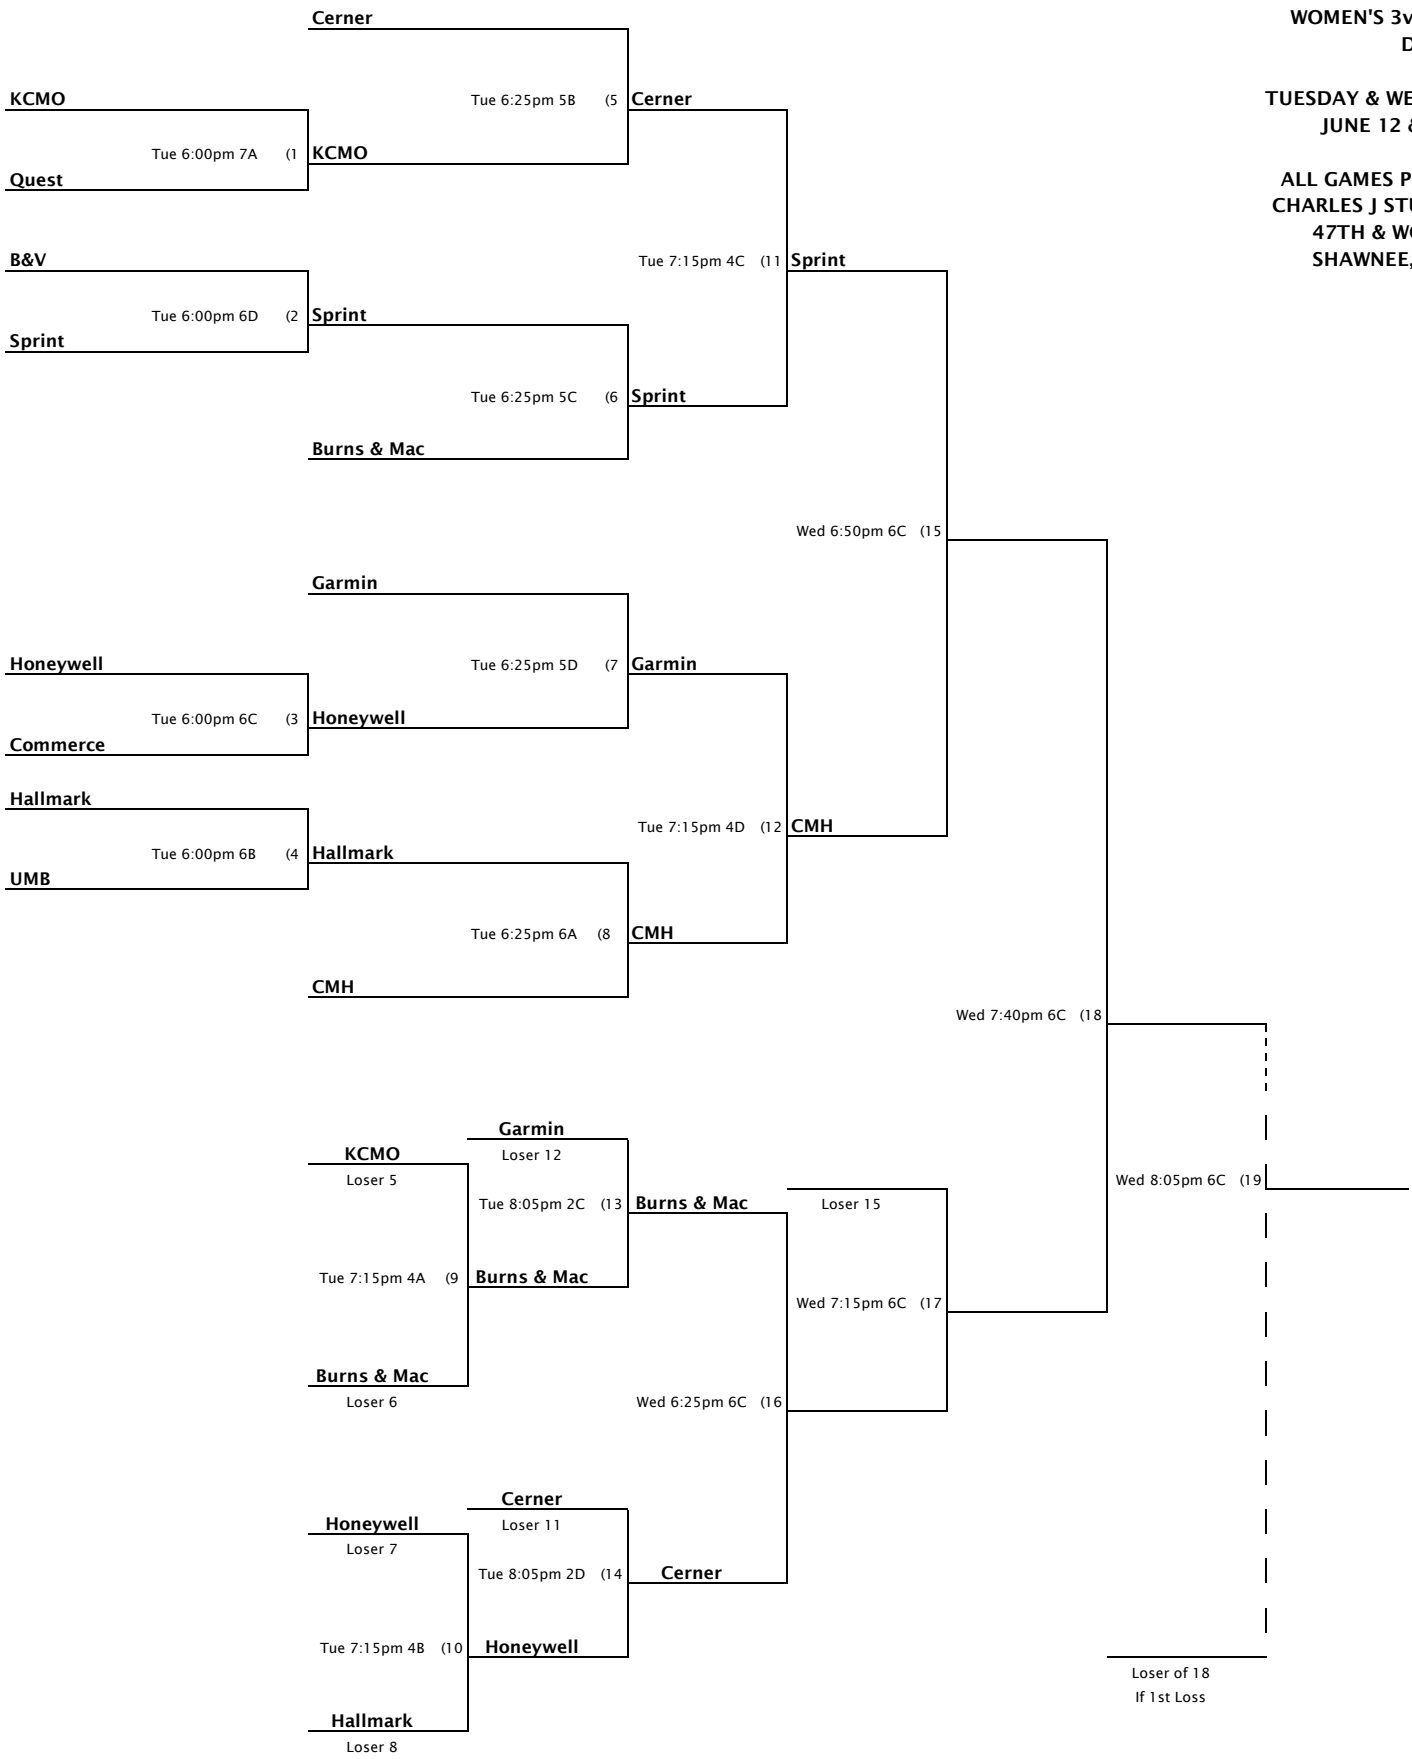 Cerner
WOMEN'S 3v
D
KCMO
Tue 6:25pm 5B (5 Cerner
TUESDAY & WE
JUNE 12 &
Tue 6:00pm 7A (1 KCMO
Quest
ALL GAMES P
CHARLES J STU
47TH & WO
SHAWNEE,
B&V
Tue 7:15pm 4C (11 Sprint
Tue 6:00pm 6D (2 Sprint
Sprint
Tue 6:25pm 5C (6 Sprint
Burns & Mac
Wed 6:50pm 6C (15
Garmin
Honeywell
Tue 6:25pm 5D (7 Garmin
Tue 6:00pm 6C (3 Honeywell
Commerce
Hallmark
Tue 7:15pm 4D (12 CMH
Tue 6:00pm 6B (4 Hallmark
UMB
Tue 6:25pm 6A (8 CMH
CMH
Wed 7:40pm 6C (18
Garmin
Loser 12
KCMO
Loser 5
Wed 8:05pm 6C (19
Tue 8:05pm 2C (13 Burns & Mac
Loser 15
Tue 7:15pm 4A (9 Burns & Mac
Wed 7:15pm 6C (17
Burns & Mac
Loser 6
Wed 6:25pm 6C (16
Cerner
Loser 11
Honeywell
Loser 7
Tue 8:05pm 2D (14 Cerner
Tue 7:15pm 4B (10 Honeywell
Loser of 18
If 1st Loss
Hallmark
Loser 8